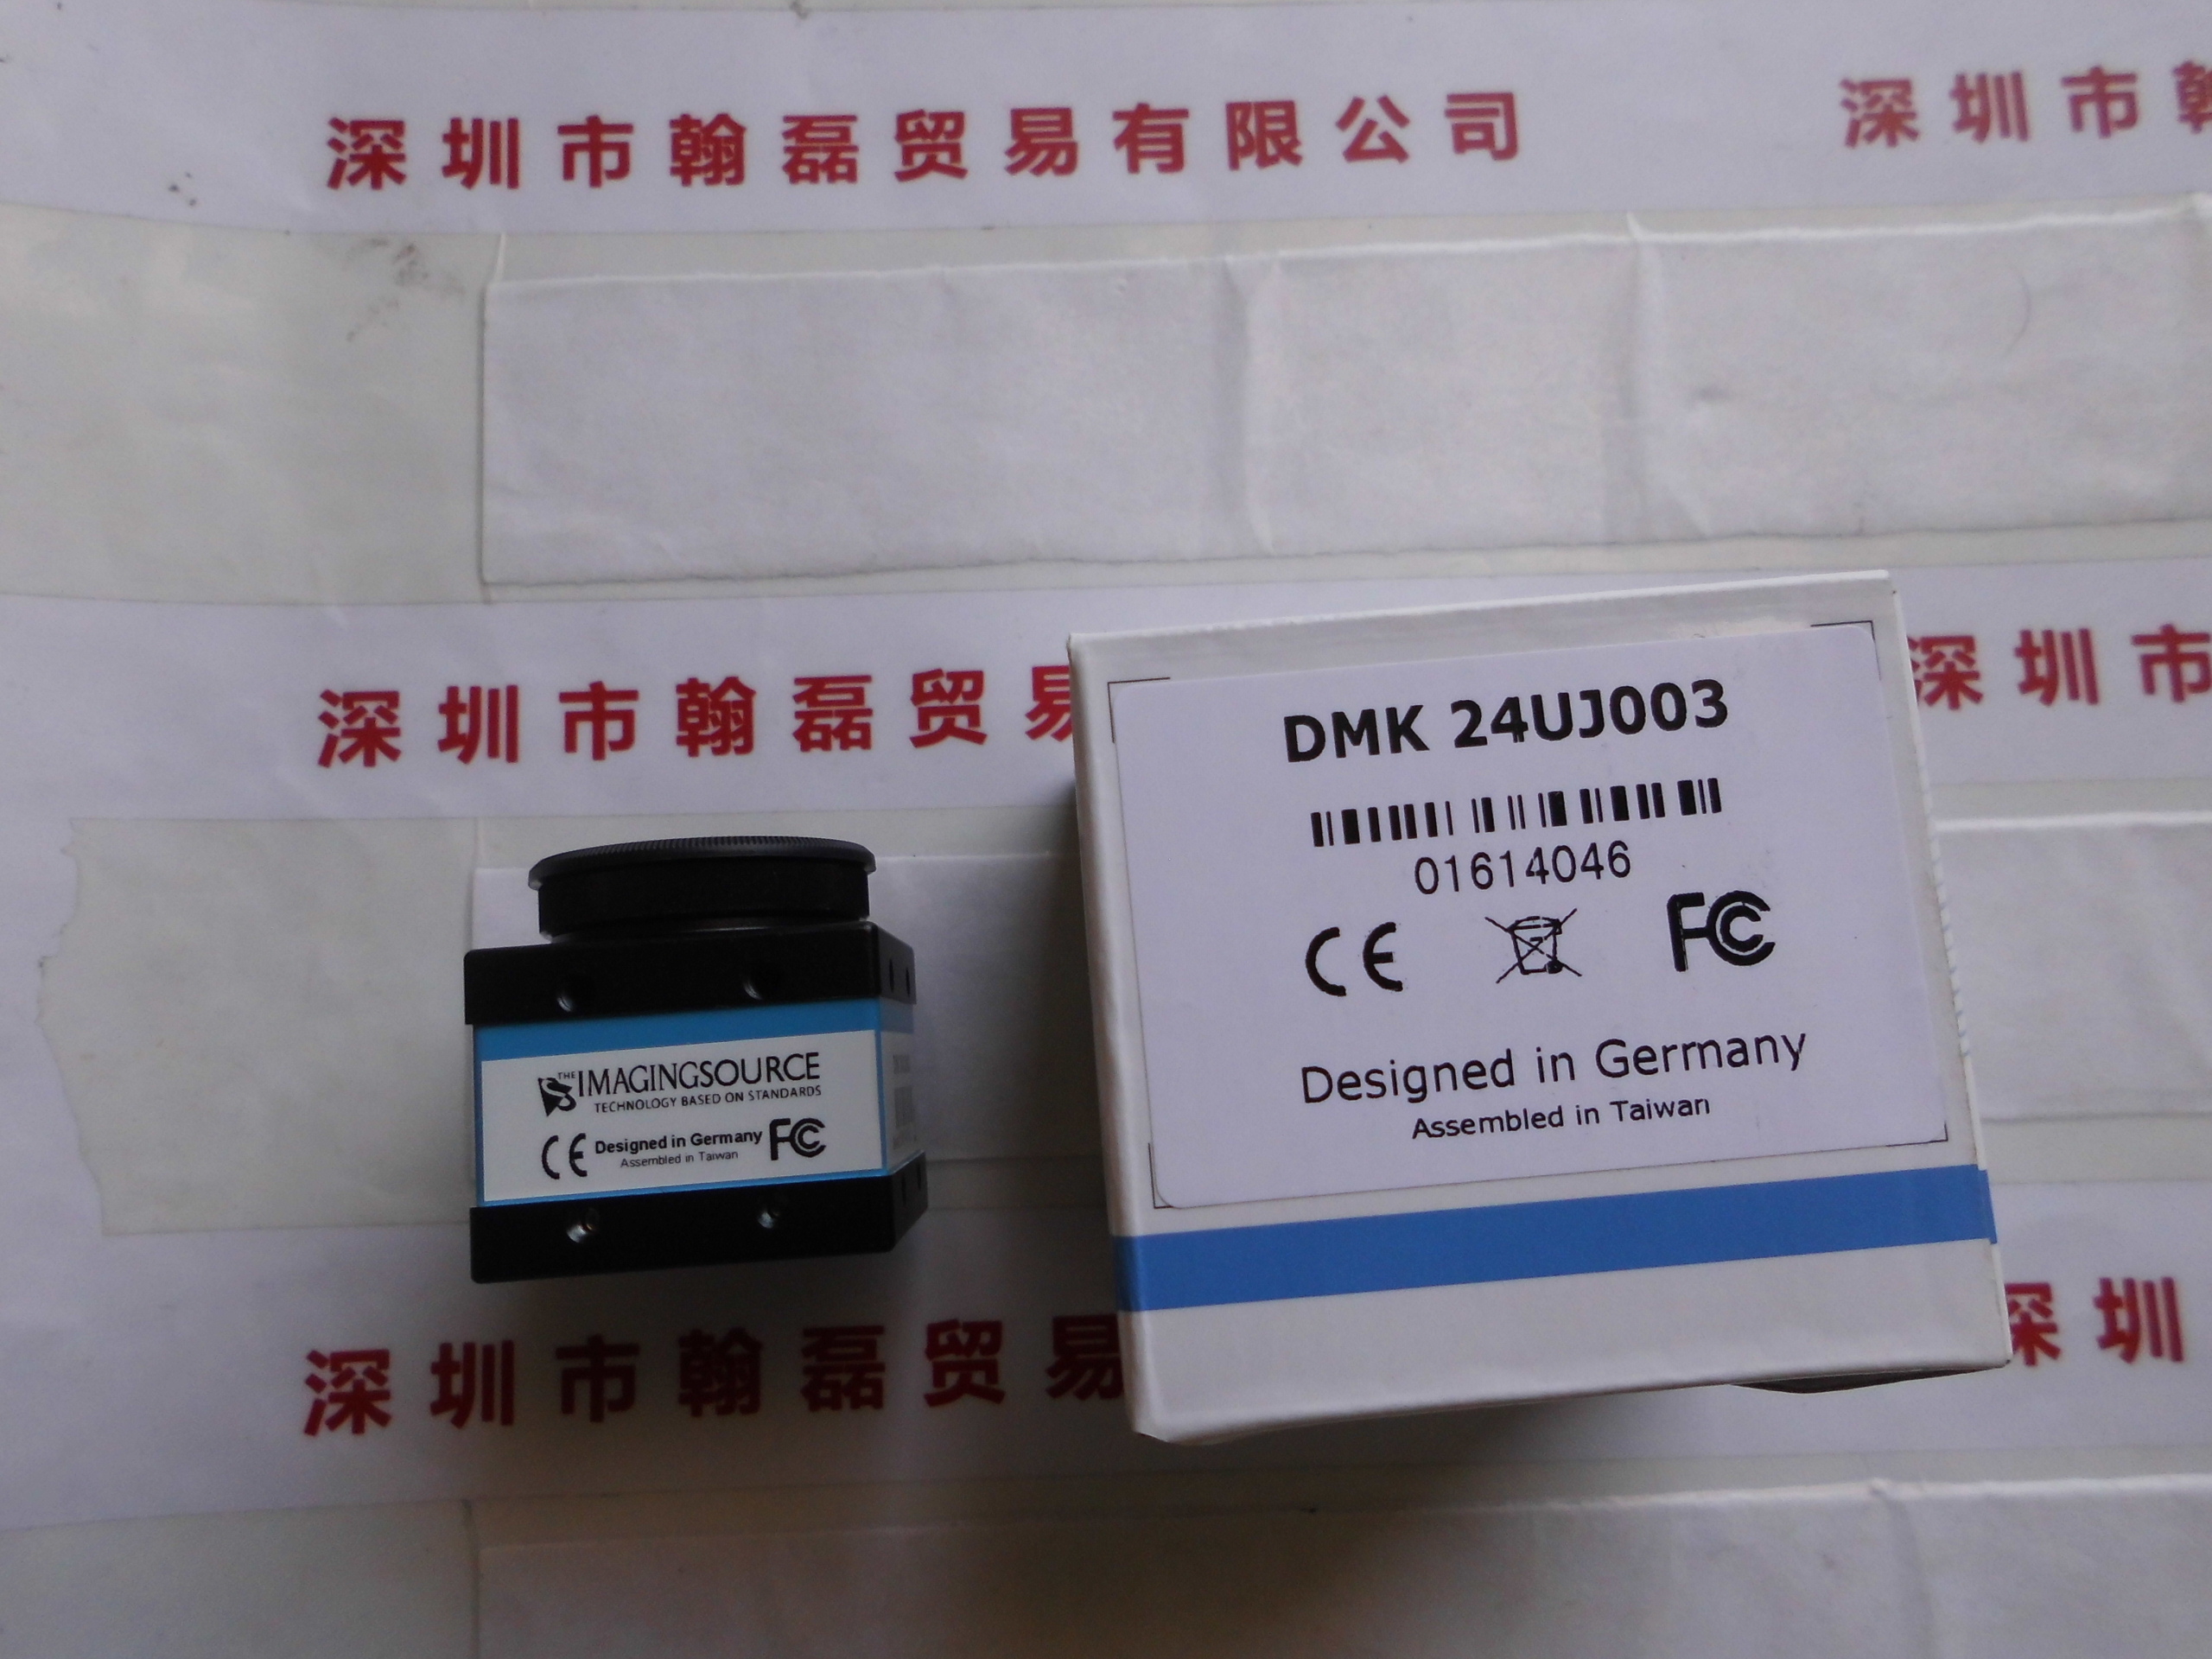 深圳市翰磊贸易有限公司
深圳市
深圳市翰磊贸易
深圳市
DMK 24UJ003
01614046
CE FC
Designed in Germany
Assembled in Taiwan
THE IMAGINGSOURCE
TECHNOLOGY BASED ON STANDARDS
CE Designed in Germany FC
Assembled in Taiwan
深圳市翰磊贸易
深圳